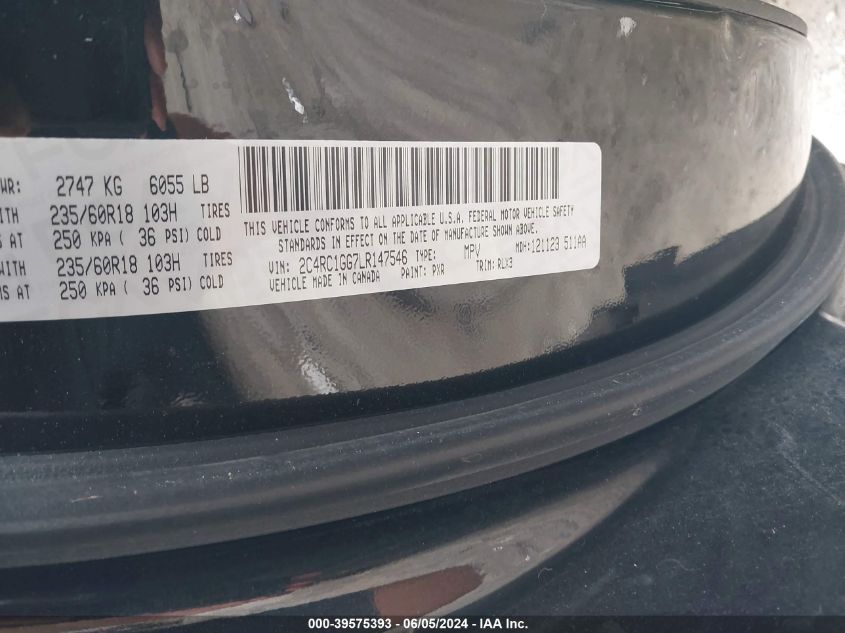 WR: 2747 KG 6055 LB
WITH 235/60R18 103H TIRES
S AT 250 KPA ( 36 PSI) COLD
WITH 235/60R18 103H TIRES
MS AT 250 KPA ( 36 PSI) COLD
THIS VEHICLE CONFORMS TO ALL APPLICABLE U.S.A. FEDERAL MOTOR VEHICLE SAFETY
STANDARDS IN EFFECT ON THE DATE OF MANUFACTURE SHOWN ABOVE.
VIN: 2C4RC1GG7LR147546 TYPE: MPV MDH:121123 511AA
VEHICLE MADE IN CANADA PAINT: PXR TRIM: RLX3
000-39575393 - 06/05/2024 - IAA Inc.